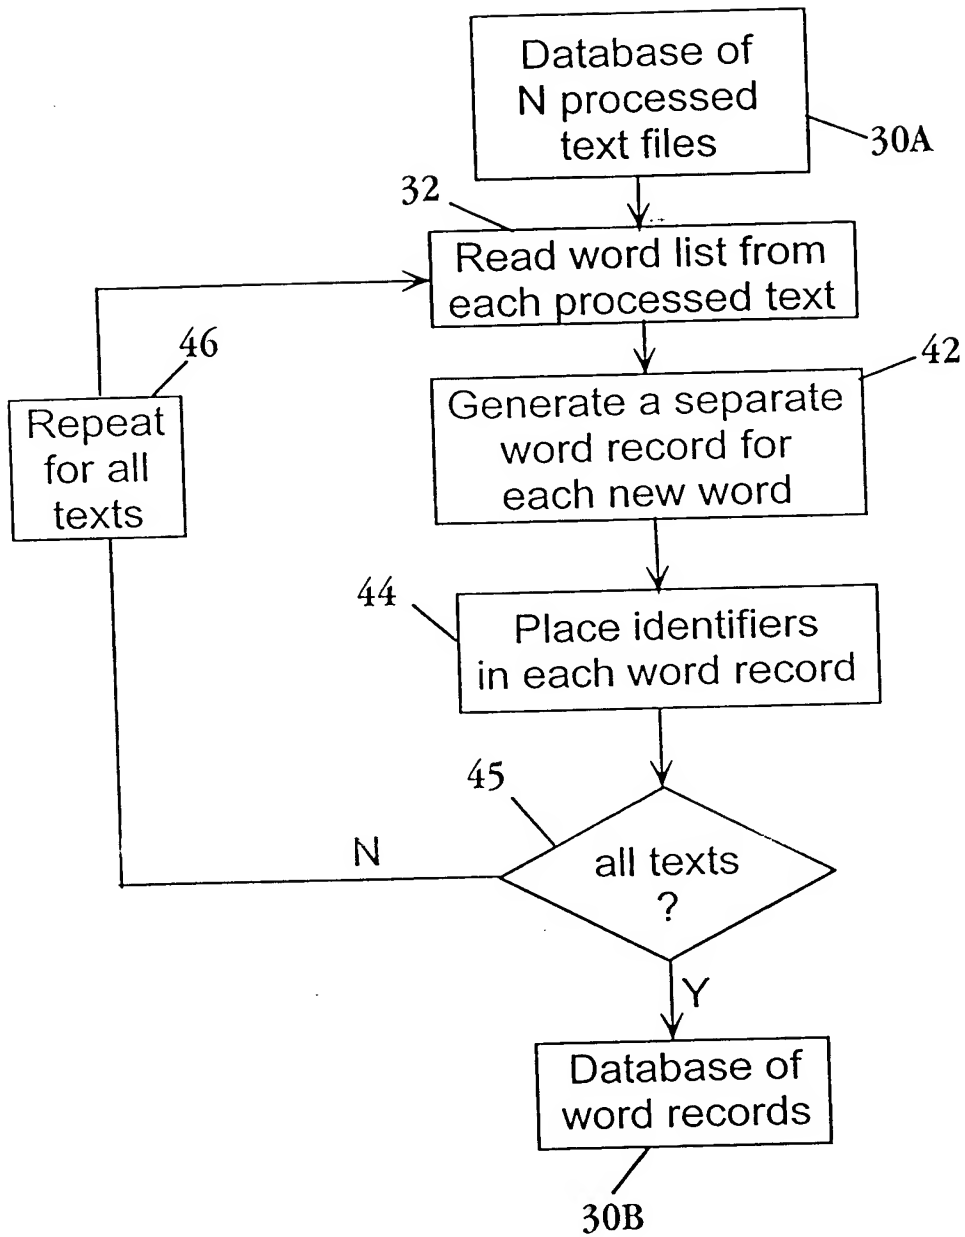 Database of
N processed
text files
30A
32
Read word list from
each processed text
46
42
Repeat
for all
texts
Generate a separate
word record for
each new word
44
Place identifiers
in each word record
45
N
all texts
?
Y
Database of
word records
30B